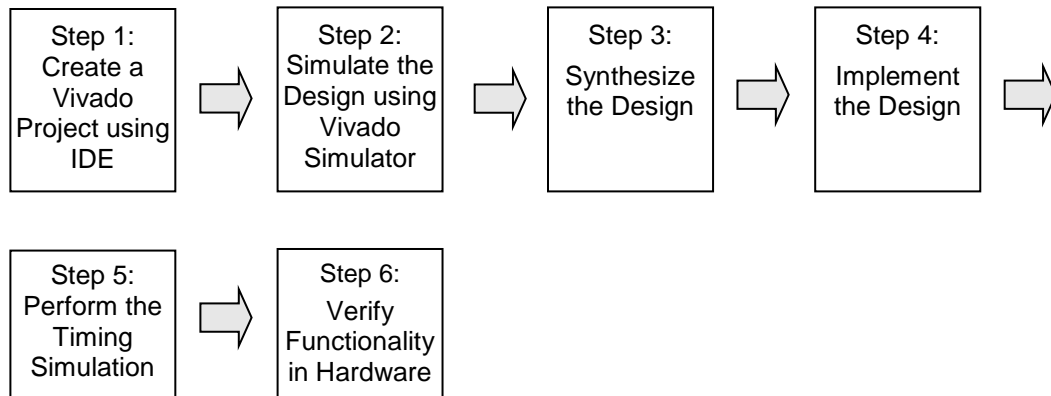 Step 1:
Create a
Vivado
Project using
IDE
Step 2:
Simulate the
Design using
Vivado
Simulator
Step 3:
Synthesize
the Design
Step 4:
Implement
the Design
Step 5:
Perform the
Timing
Simulation
Step 6:
Verify
Functionality
in Hardware